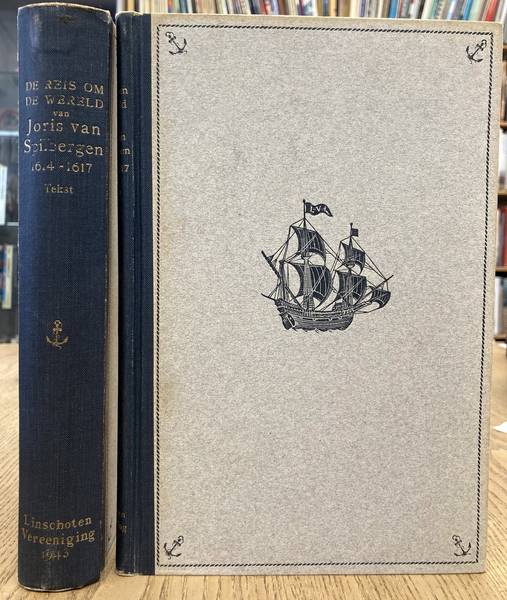 DE REIS OM
DE WERELD
van
Joris van
Spilbergen
1614-1617
Tekst
Linschoten
Vereeniging
1943